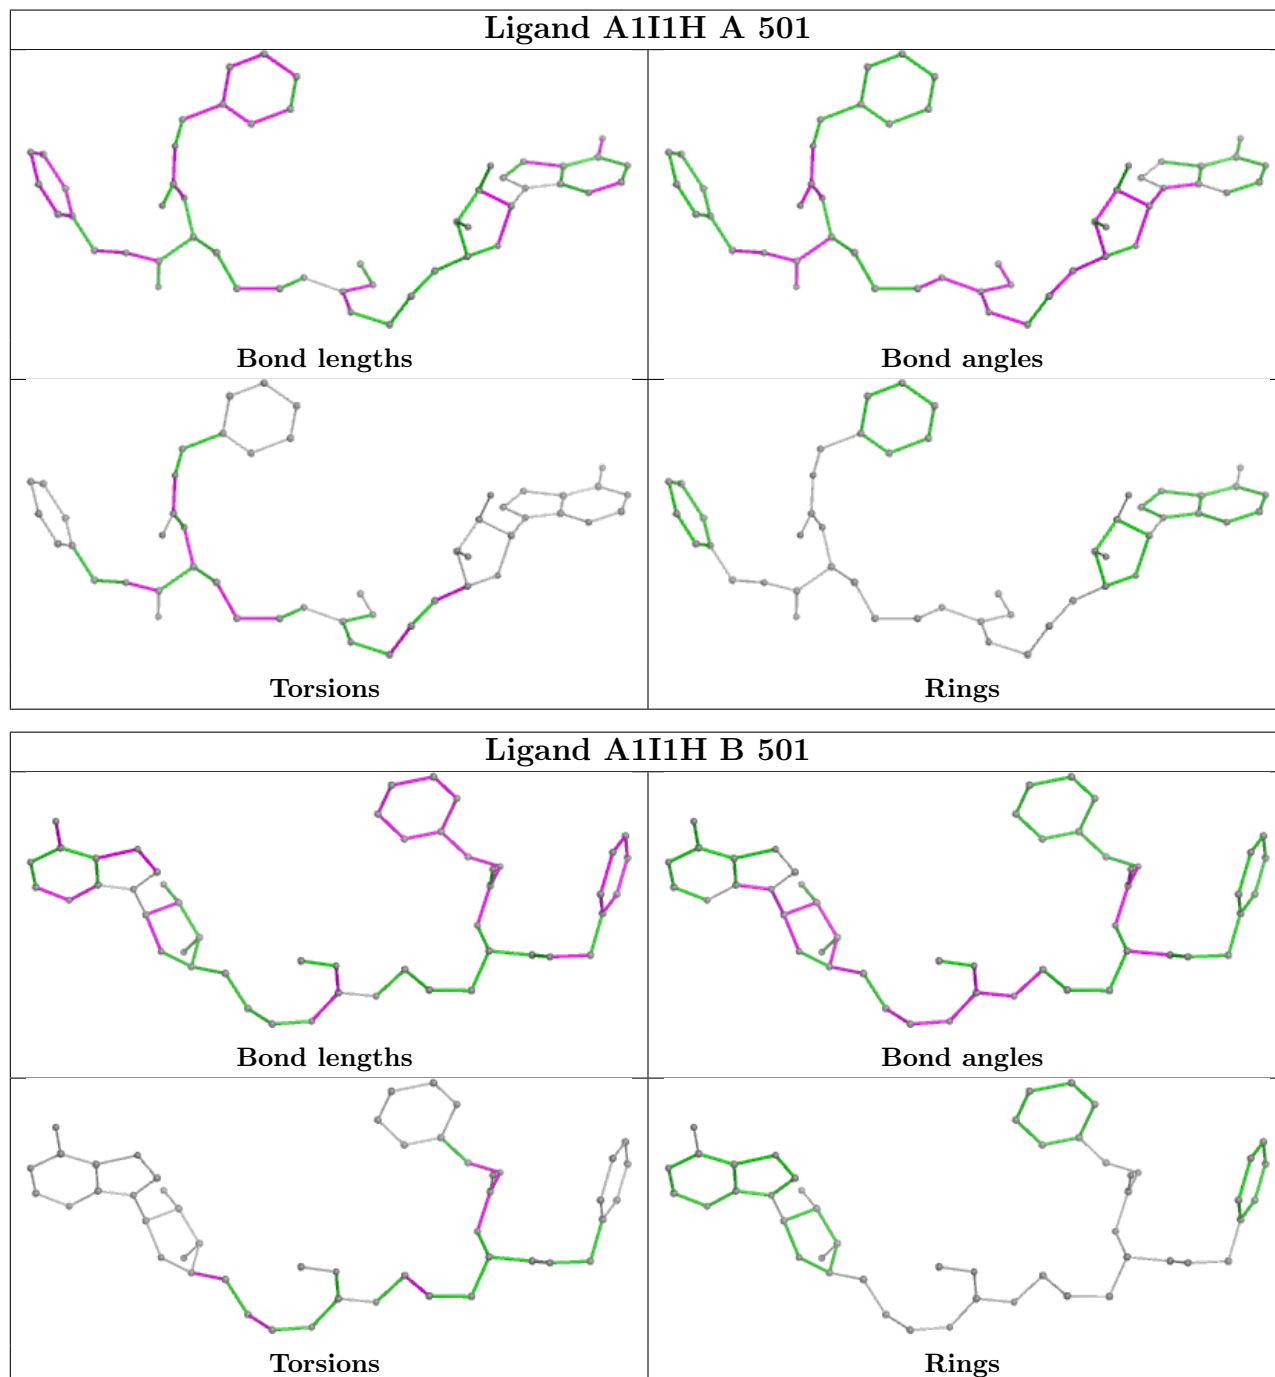 Ligand A1I1H A 501
Bond lengths
Bond angles
Torsions
Rings
Ligand A1I1H B 501
Bond lengths
Bond angles
Torsions
Rings